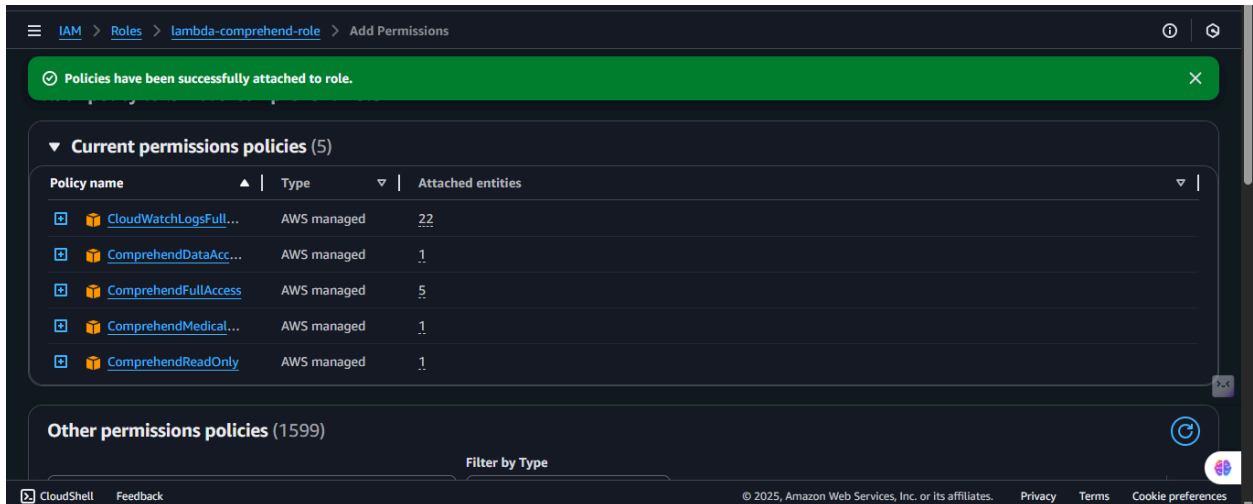 IAM > Roles > lambda-comprehend-role > Add Permissions
Policies have been successfully attached to role.
Current permissions policies (5)
Policy name Type Attached entities
CloudWatchLogsFull... AWS managed 22
ComprehendDataAcc... AWS managed 1
ComprehendFullAccess AWS managed 5
ComprehendMedical... AWS managed 1
ComprehendReadOnly AWS managed 1
Other permissions policies (1599)
Filter by Type
CloudShell Feedback © 2025, Amazon Web Services, Inc. or its affiliates. Privacy Terms Cookie preferences